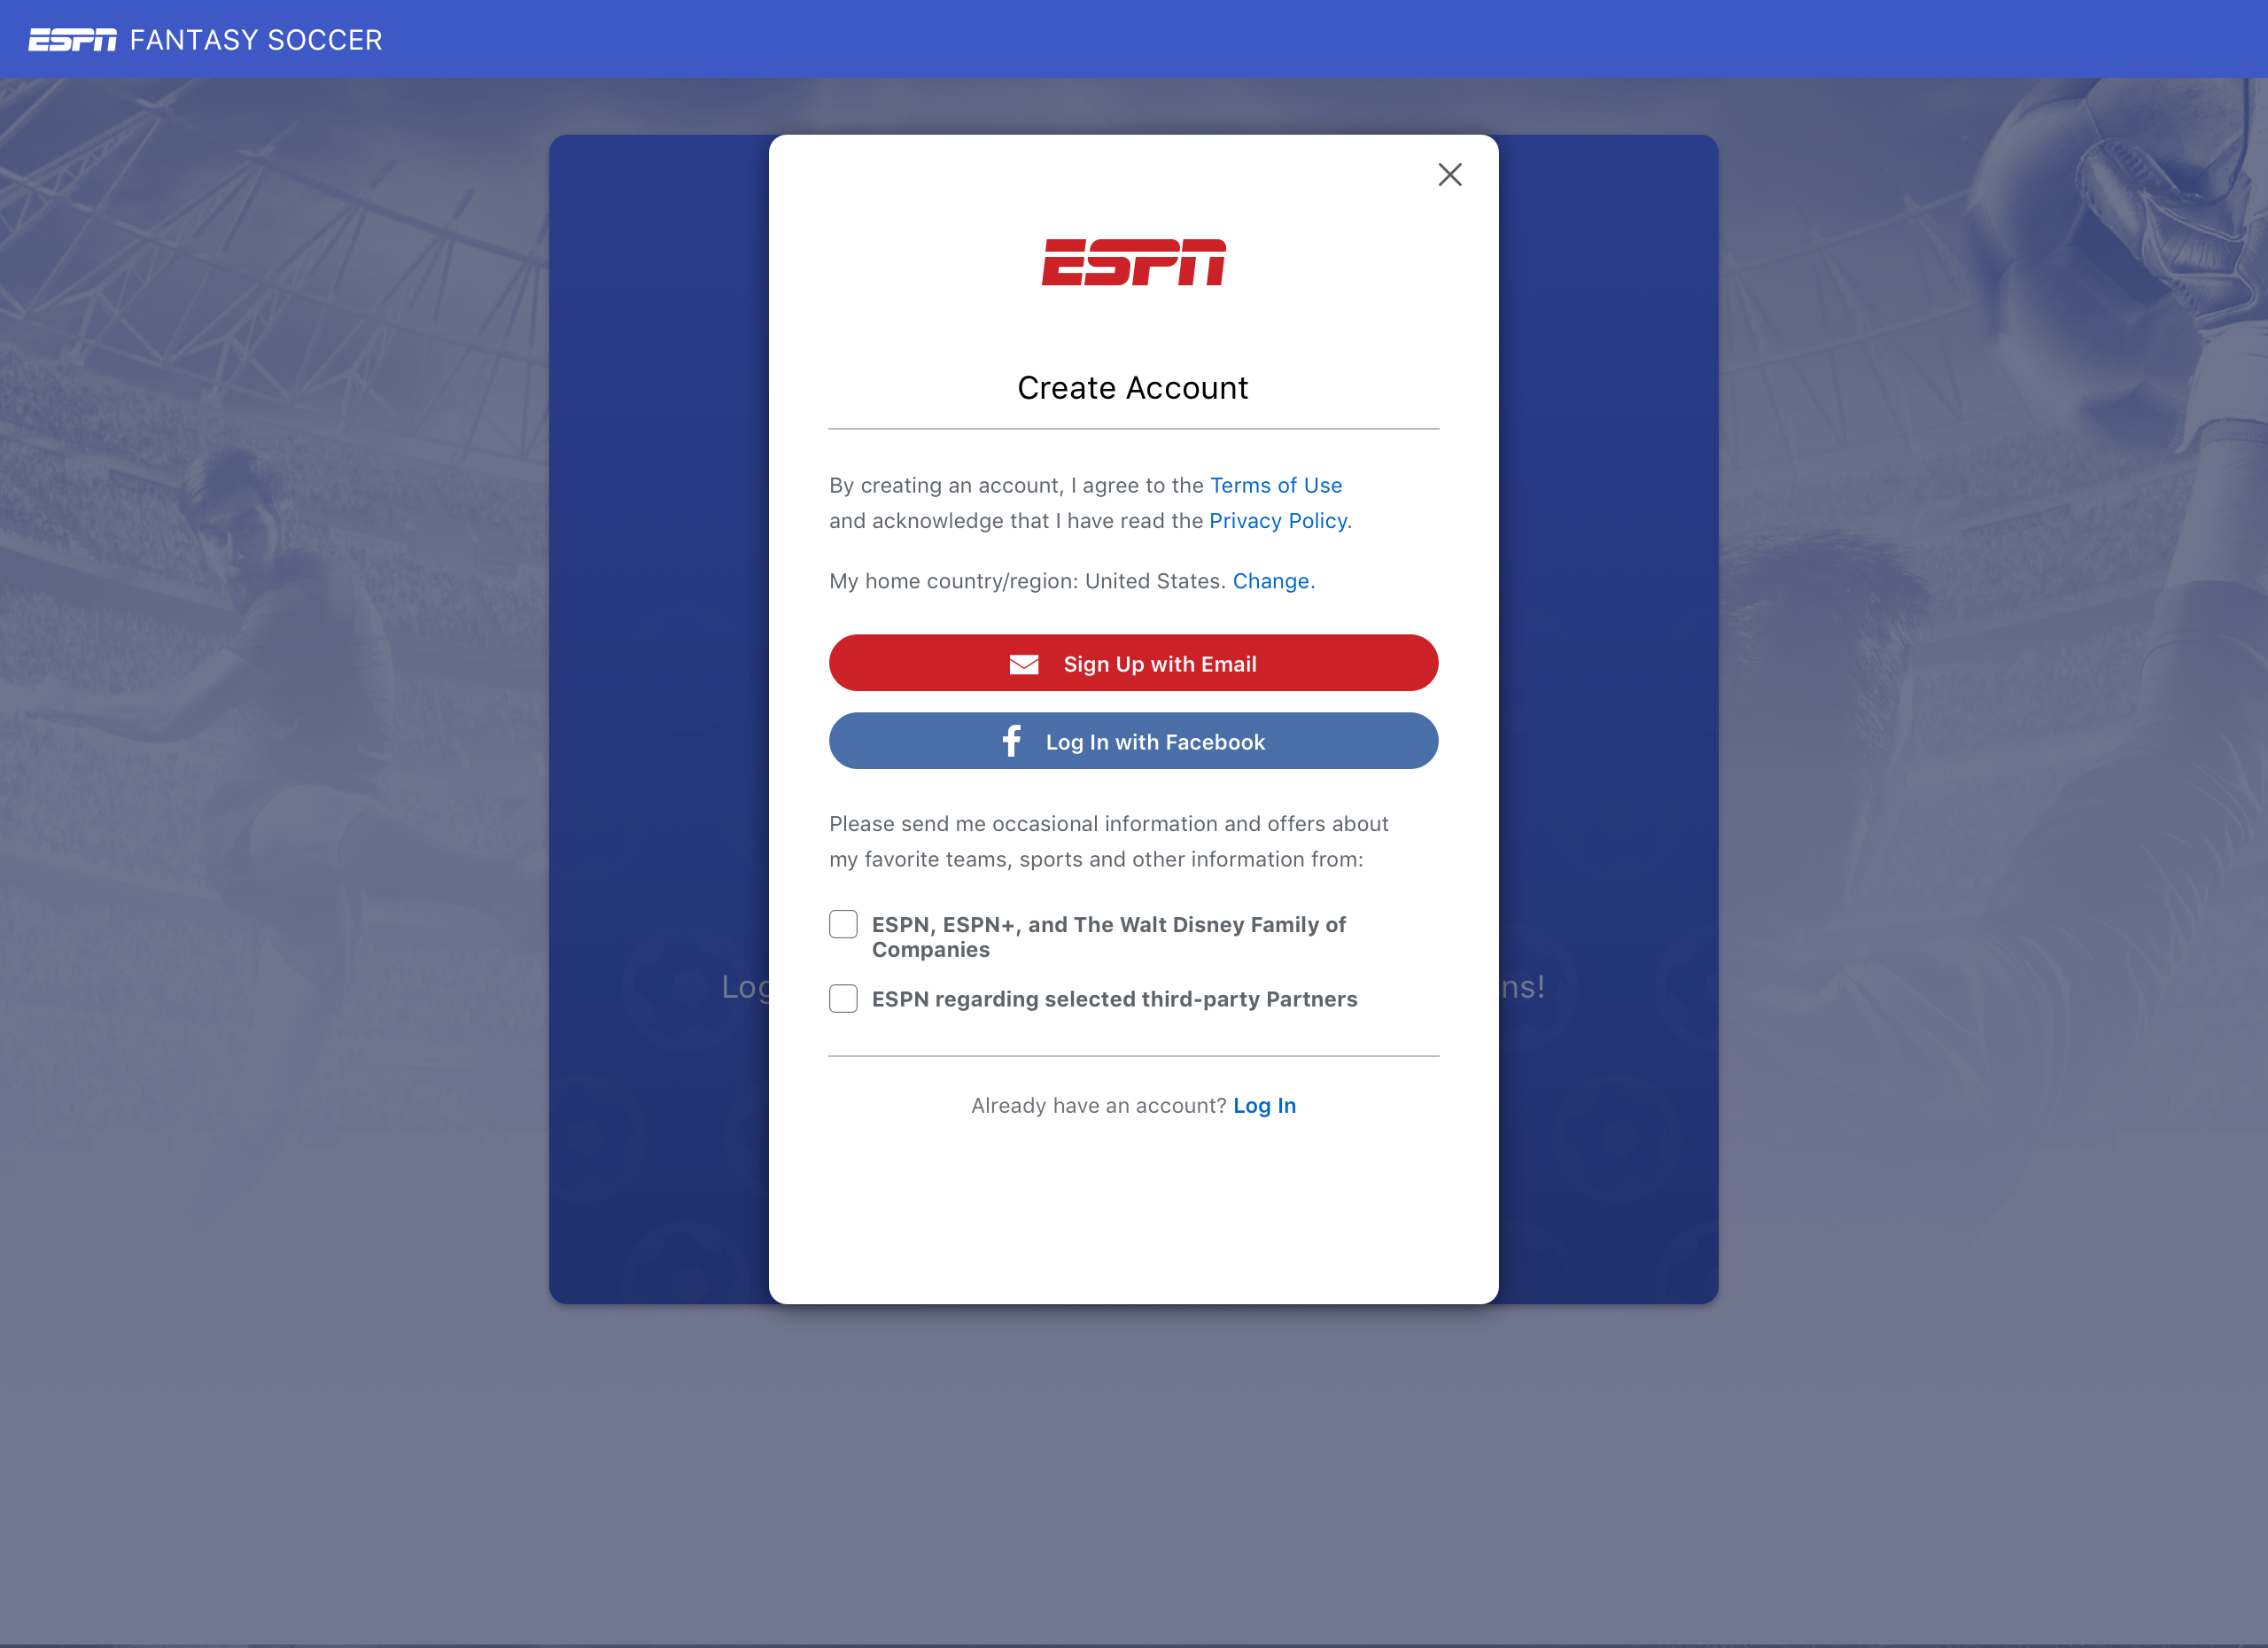 ESPN FANTASY SOCCER
ESPN
Create Account
By creating an account, I agree to the Terms of Use
and acknowledge that I have read the Privacy Policy.
My home country/region: United States. Change.
Sign Up with Email
Log In with Facebook
Please send me occasional information and offers about
my favorite teams, sports and other information from:
ESPN, ESPN+, and The Walt Disney Family of
Companies
ESPN regarding selected third-party Partners
Already have an account? Log In